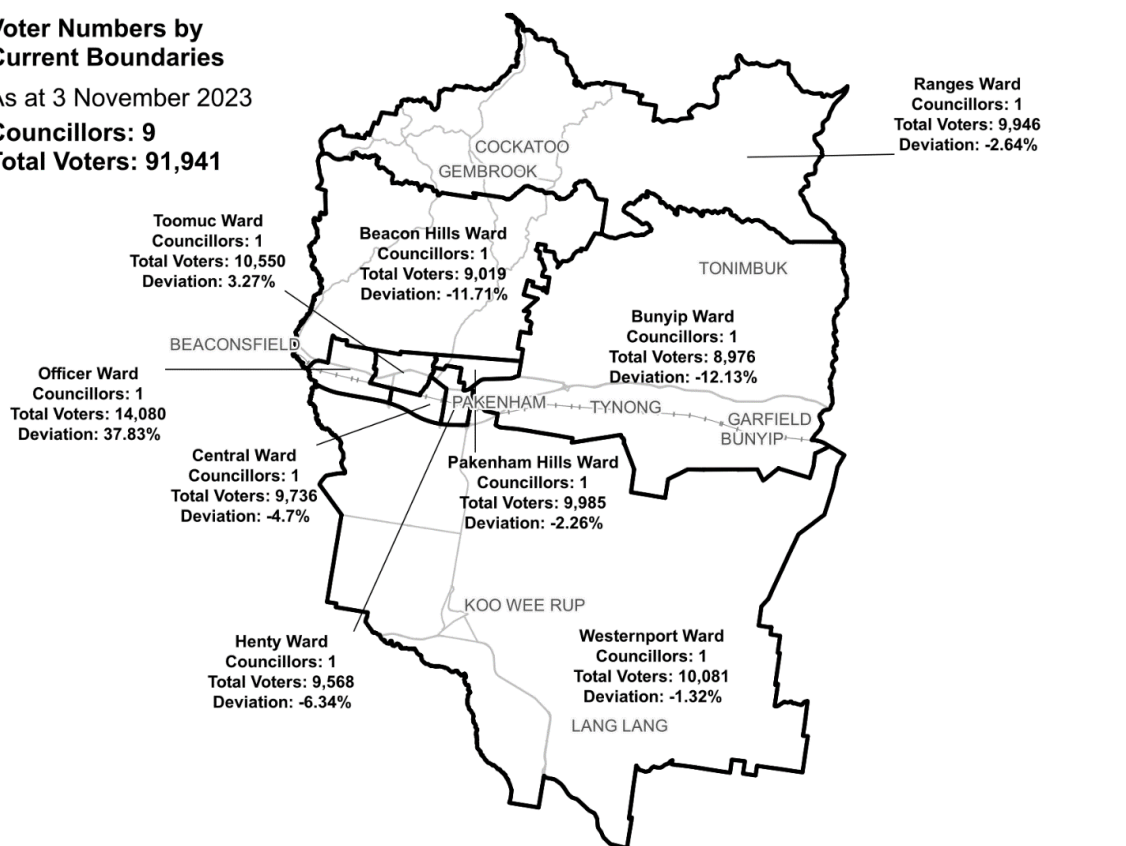 oter Numbers by
urrent Boundaries
As at 3 November 2023
Councillors: 9
Total Voters: 91,941
Ranges Ward
Councillors: 1
Total Voters: 9,946
Deviation: -2.64%
COCKATOO
GEMBROOK
Toomuc Ward
Councillors: 1
Total Voters: 10,550
Deviation: 3.27%
Beacon Hills Ward
Councillors: 1
Total Voters: 9,019
Deviation: -11.71%
TONIMBUK
Bunyip Ward
Councillors: 1
Total Voters: 8,976
Deviation: -12.13%
BEACONSFIELD
Officer Ward
Councillors: 1
Total Voters: 14,080
Deviation: 37.83%
PAKENHAM
TYNONG
GARFIELD
BUNYIP
Central Ward
Councillors: 1
Total Voters: 9,736
Deviation: -4.7%
Pakenham Hills Ward
Councillors: 1
Total Voters: 9,985
Deviation: -2.26%
KOO WEE RUP
Henty Ward
Councillors: 1
Total Voters: 9,568
Deviation: -6.34%
Westernport Ward
Councillors: 1
Total Voters: 10,081
Deviation: -1.32%
LANG LANG